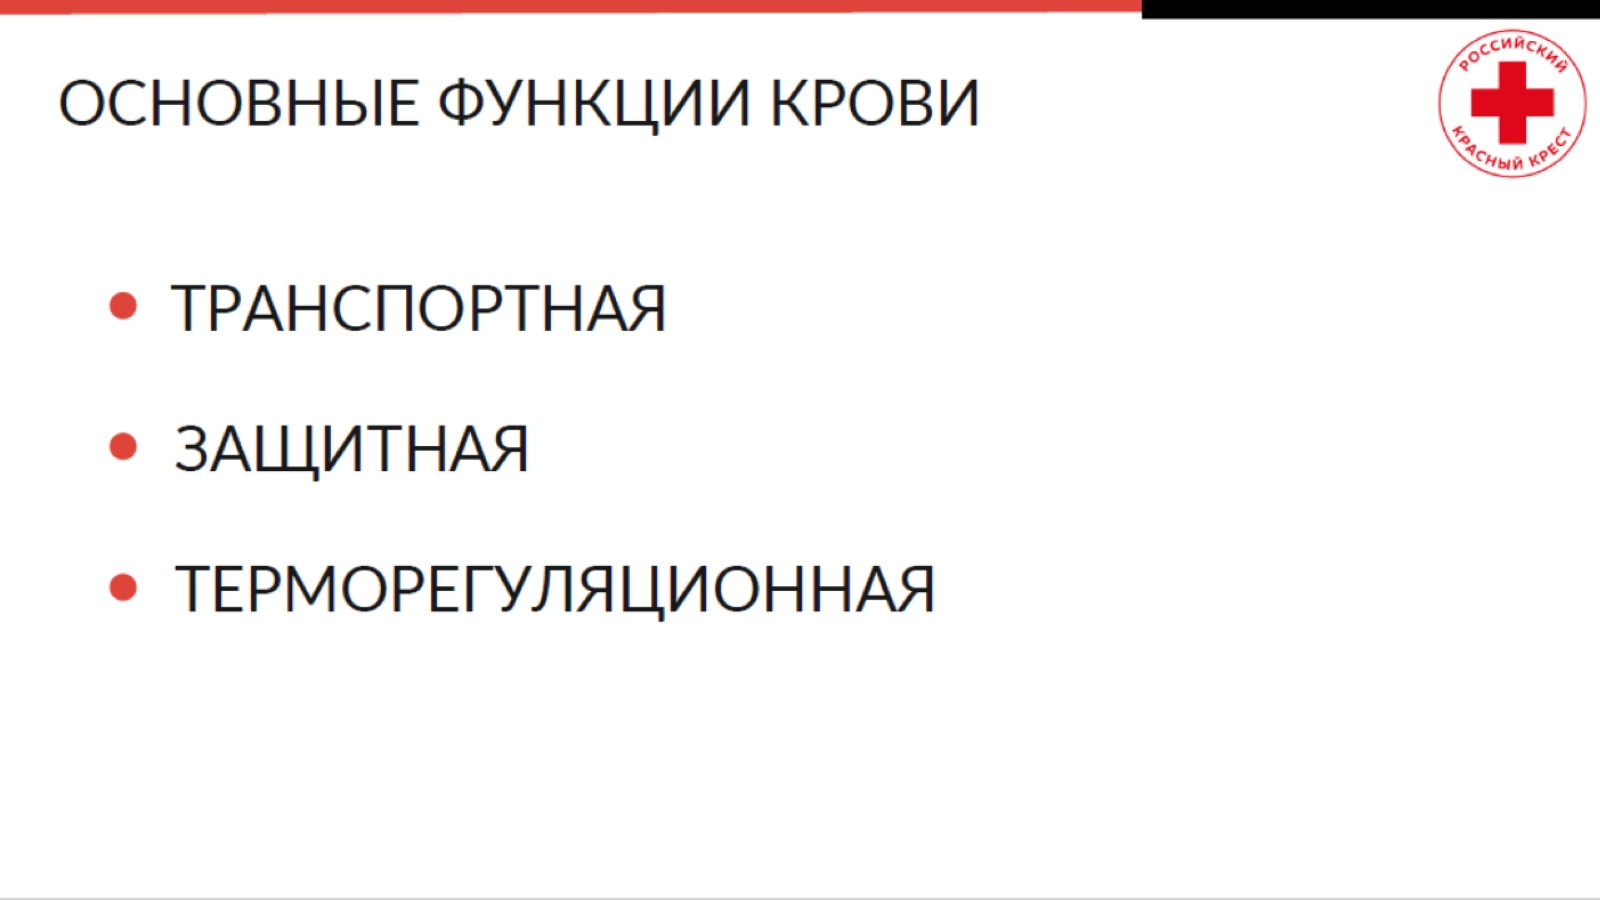 ОСНОВНЫЕ ФУНКЦИИ КРОВИ
РОССИЙСКИЙ
КРАСНЫЙ КРЕСТ
ТРАНСПОРТНАЯ
ЗАЩИТНАЯ
ТЕРМОРЕГУЛЯЦИОННАЯ